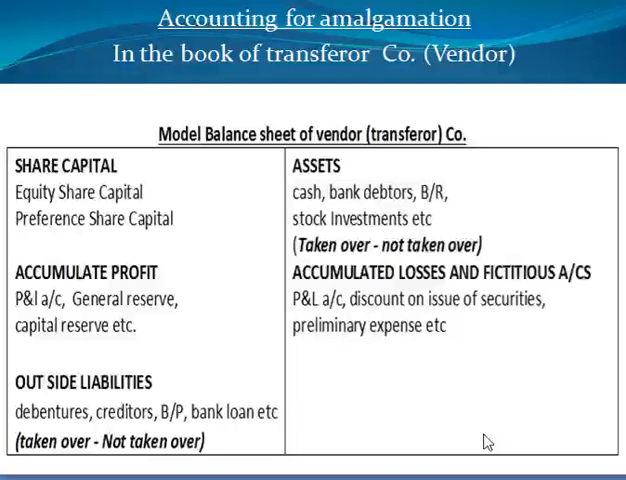 Accounting for amalgamation
In the book of transferor Co. (Vendor)
Model Balance sheet of vendor (transferor) Co.
SHARE CAPITAL
Equity Share Capital
Preference Share Capital
ACCUMULATE PROFIT
P&l a/c, General reserve,
capital reserve etc.
OUT SIDE LIABILITIES
debentures, creditors, B/P, bank loan etc
(taken over - Not taken over)
ASSETS
cash, bank debtors, B/R,
stock Investments etc
(Taken over - not taken over)
ACCUMULATED LOSSES AND FICTITIOUS A/CS
P&L a/c, discount on issue of securities,
preliminary expense etc